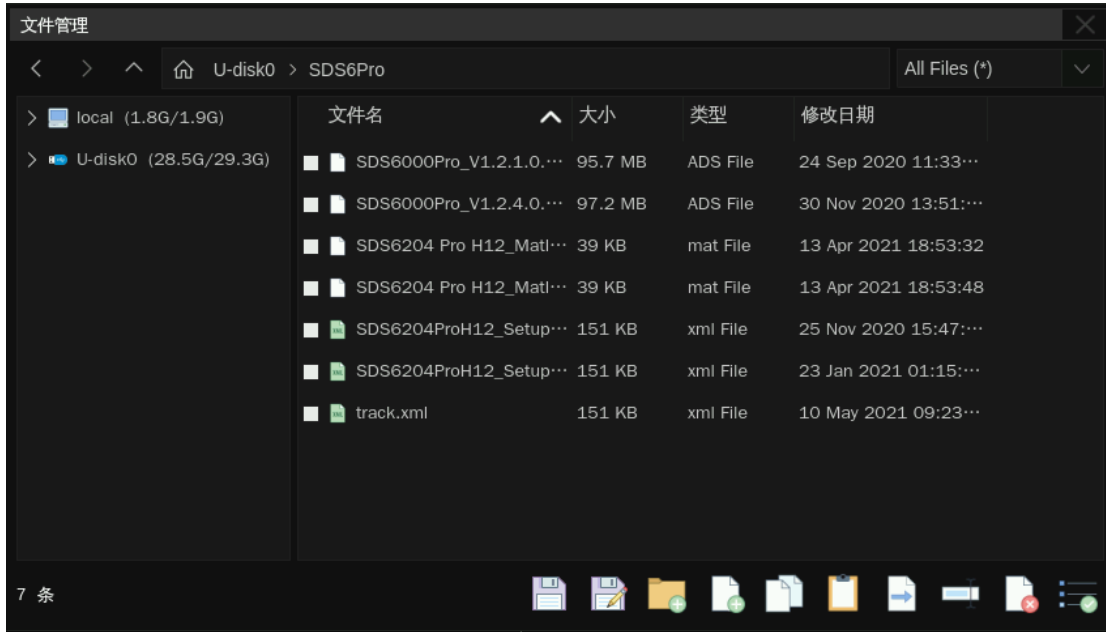 文件管理
U-disk0 > SDS6Pro
All Files (*)
local (1.8G/1.9G)
U-disk0 (28.5G/29.3G)
文件名 大小 类型 修改日期
SDS6000Pro_V1.2.1.0.··· 95.7 MB ADS File 24 Sep 2020 11:33···
SDS6000Pro_V1.2.4.0.··· 97.2 MB ADS File 30 Nov 2020 13:51:···
SDS6204 Pro H12_Matl··· 39 KB mat File 13 Apr 2021 18:53:32
SDS6204 Pro H12_Matl··· 39 KB mat File 13 Apr 2021 18:53:48
SDS6204ProH12_Setup··· 151 KB xml File 25 Nov 2020 15:47:···
SDS6204ProH12_Setup··· 151 KB xml File 23 Jan 2021 01:15:···
track.xml 151 KB xml File 10 May 2021 09:23···
7 条